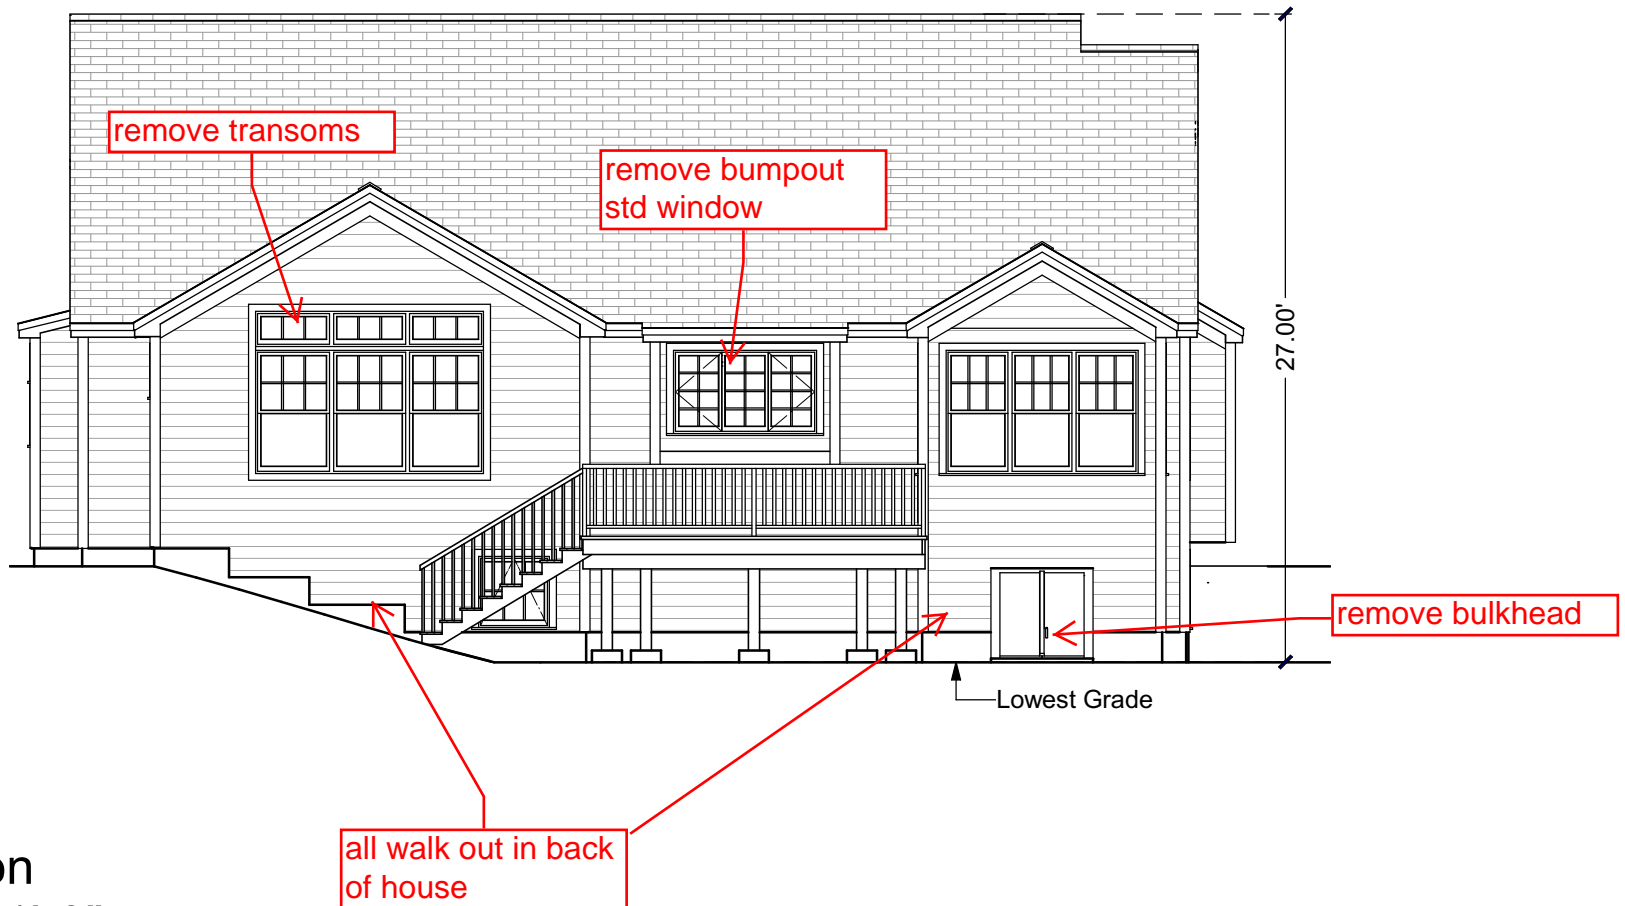 remove transoms
remove bumpout
std window
27.00'
remove bulkhead
Lowest Grade
all walk out in back
of house
on